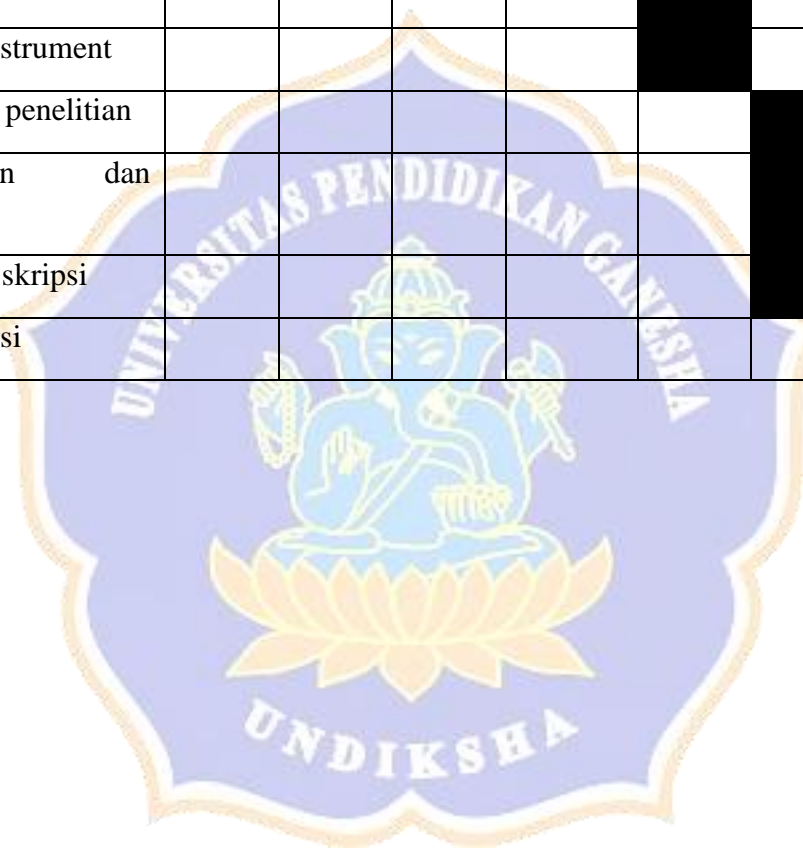 strument
penelitian
n dan
skripsi
si
UNIVERSITAS PENDIDIKAN GANESHA
UNDIKSHA